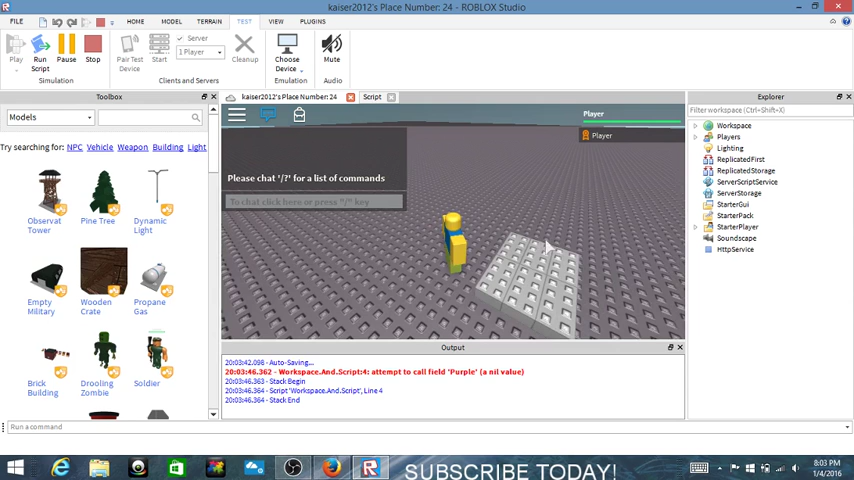 kaiser2012's Place Number: 24 - ROBLOX Studio
FILE HOME MODEL TERRAIN TEST VIEW PLUGINS
Play Run Script Pause Stop
Pair Test Device Start Server 1 Player Cleanup
Choose Device Mute
Simulation Clients and Servers Emulation Audio
Toolbox
Models
Try searching for: NPC Vehicle Weapon Building Light
Observat Tower
Pine Tree
Dynamic Light
Empty Military
Wooden Crate
Propane Gas
Brick Building
Drooling Zombie
Soldier
kaiser2012's Place Number: 24 Script
Please chat '/?' for a list of commands
To chat click here or press "/" key
Player
Player
Output
20:03:42.098 - Auto-Saving...
20:03:46.362 - Workspace.And.Script:4: attempt to call field 'Purple' (a nil value)
20:03:46.363 - Stack Begin
20:03:46.364 - Script 'Workspace.And.Script', Line 4
20:03:46.364 - Stack End
Explorer
Filter workspace (Ctrl+Shift+X)
Workspace
Players
Lighting
ReplicatedFirst
ReplicatedStorage
ServerScriptService
ServerStorage
StarterGui
StarterPack
StarterPlayer
Soundscape
HttpService
Run a command
SUBSCRIBE TODAY!
8:03 PM
1/4/2016